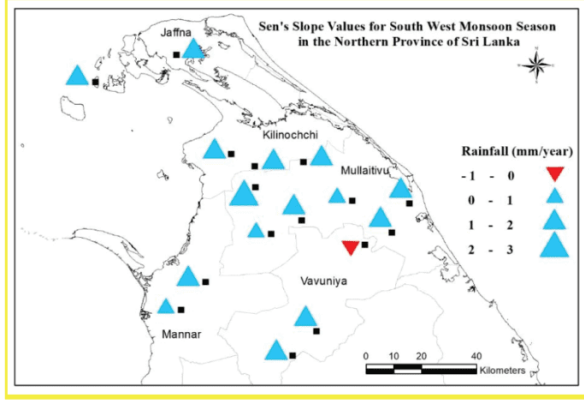 Sen's Slope Values for South West Monsoon Season
in the Northern Province of Sri Lanka
Jaffna
Kilinochchi
Mullaitivu
Vavuniya
Mannar
Rainfall (mm/year)
-1 - 0
0 - 1
1 - 2
2 - 3
0 10 20 40
Kilometers